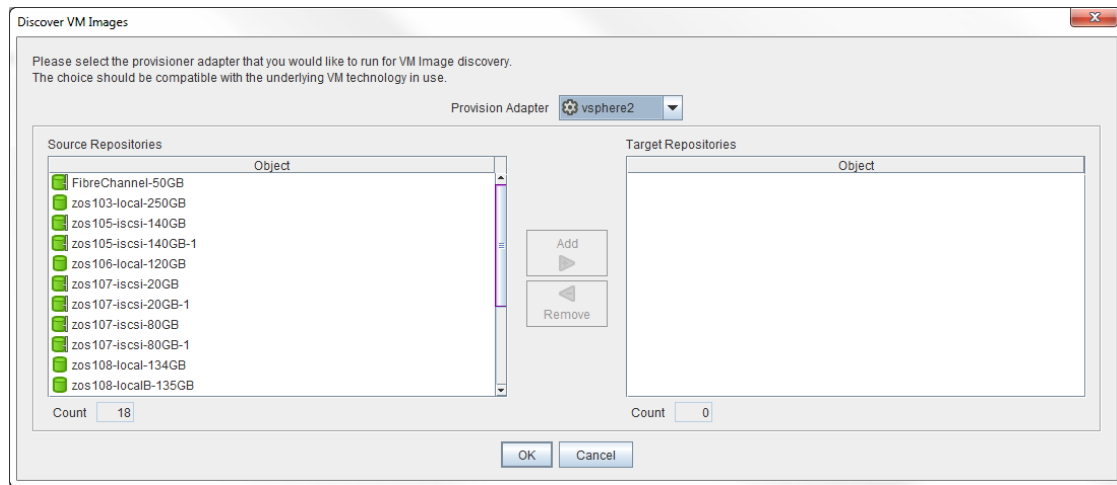 Discover VM Images
Please select the provisioner adapter that you would like to run for VM Image discovery.
The choice should be compatible with the underlying VM technology in use.
Provision Adapter vsphere2
Source Repositories
Object
FibreChannel-50GB
zos103-local-250GB
zos105-iscsi-140GB
zos105-iscsi-140GB-1
zos106-local-120GB
zos107-iscsi-20GB
zos107-iscsi-20GB-1
zos107-iscsi-80GB
zos107-iscsi-80GB-1
zos108-local-134GB
zos108-localB-135GB
Count 18
Add
Remove
Target Repositories
Object
Count 0
OK Cancel